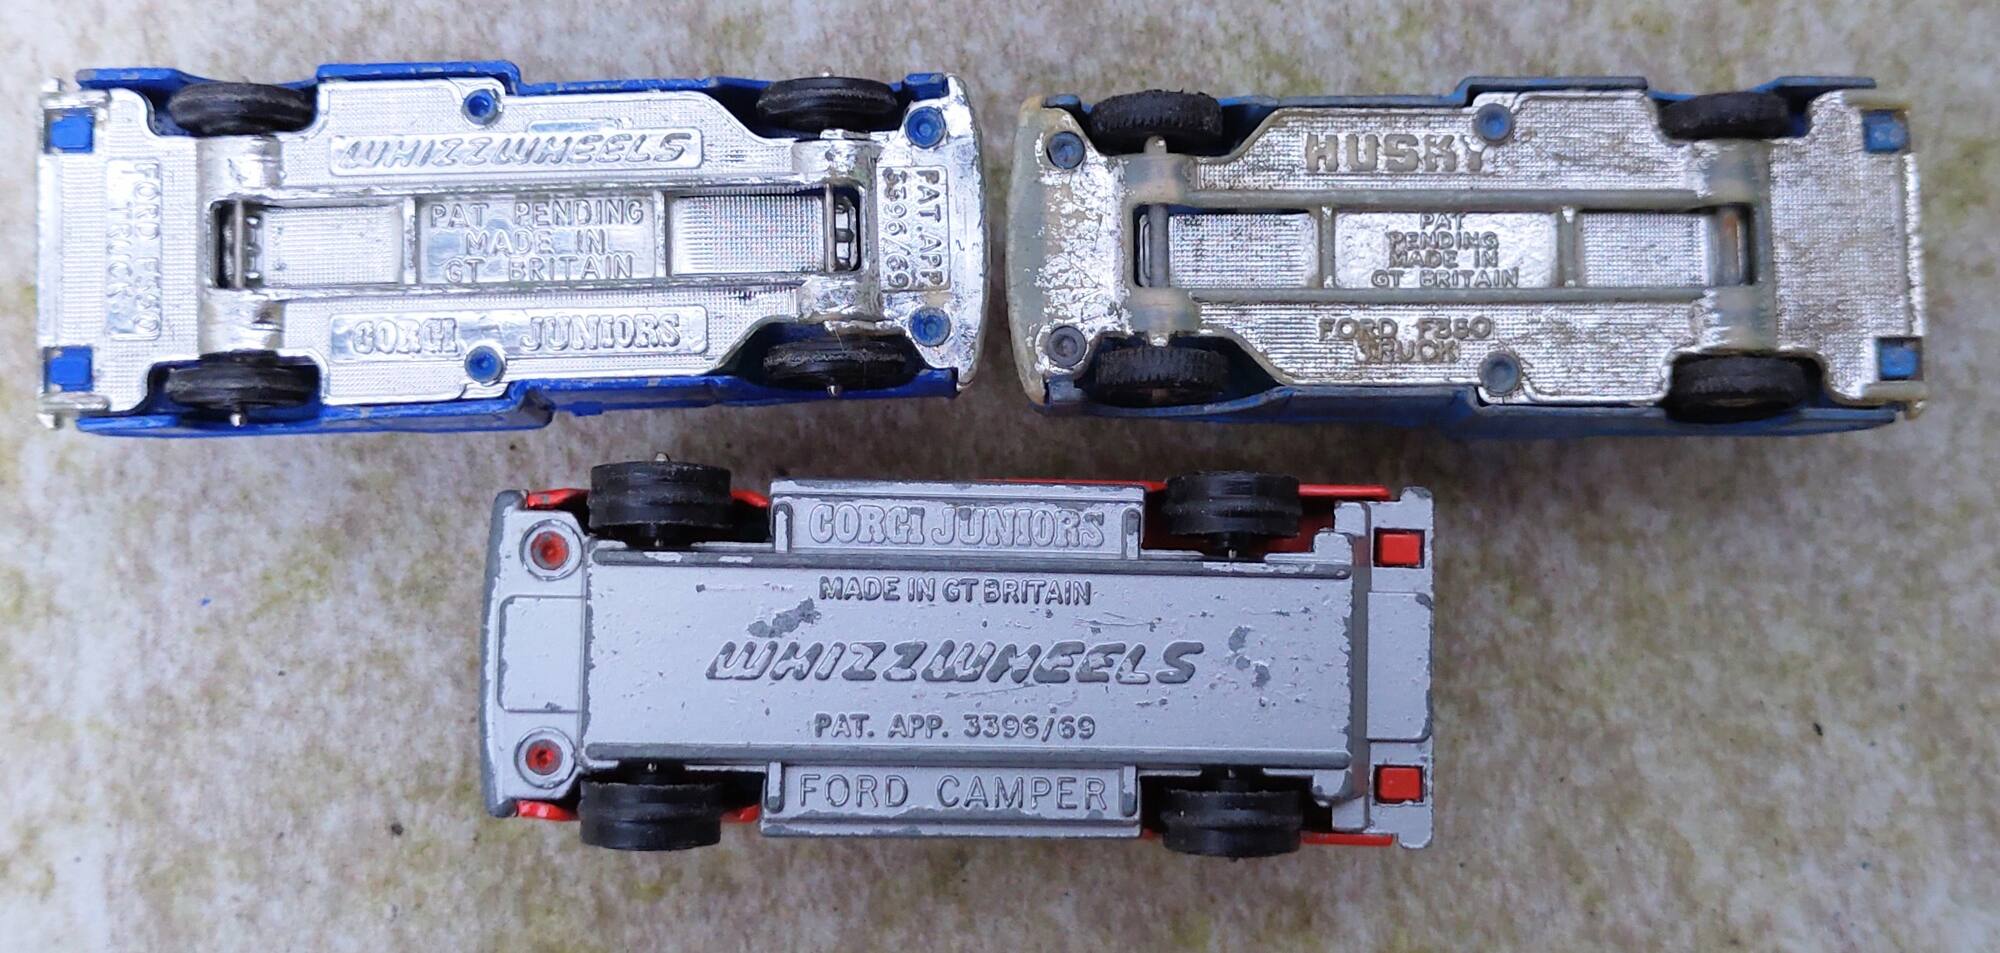 WHIZZWHEELS
PAT. PENDING
MADE IN
GT BRITAIN
CORGI JUNIORS
FORD F350
TRUCK
PAT. APP.
3396/69
HUSKY
PAT
PENDING
MADE IN
GT BRITAIN
FORD F350
TRUCK
CORGI JUNIORS
MADE IN GT BRITAIN
WHIZZWHEELS
PAT. APP. 3396/69
FORD CAMPER